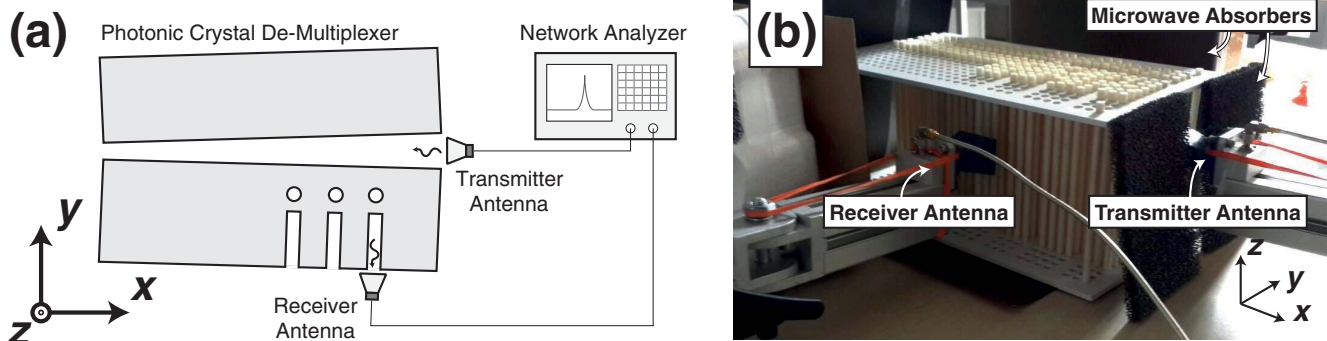 (a)
Photonic Crystal De-Multiplexer
Network Analyzer
Transmitter
Antenna
y
x
z
Receiver
Antenna
(b)
Microwave Absorbers
Receiver Antenna
Transmitter Antenna
z
y
x